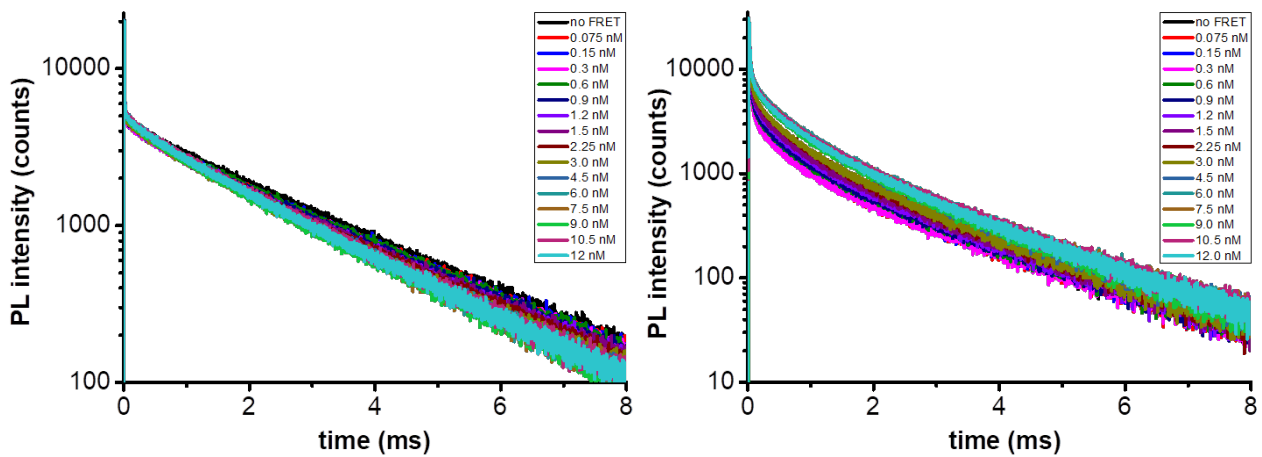 PL intensity (counts)
10000
1000
100
0
2
4
6
8
time (ms)
no FRET
0.075 nM
0.15 nM
0.3 nM
0.6 nM
0.9 nM
1.2 nM
1.5 nM
2.25 nM
3.0 nM
4.5 nM
6.0 nM
7.5 nM
9.0 nM
10.5 nM
12 nM
PL intensity (counts)
10000
1000
100
10
0
2
4
6
8
time (ms)
no FRET
0.075 nM
0.15 nM
0.3 nM
0.6 nM
0.9 nM
1.2 nM
1.5 nM
2.25 nM
3.0 nM
4.5 nM
6.0 nM
7.5 nM
9.0 nM
10.5 nM
12.0 nM